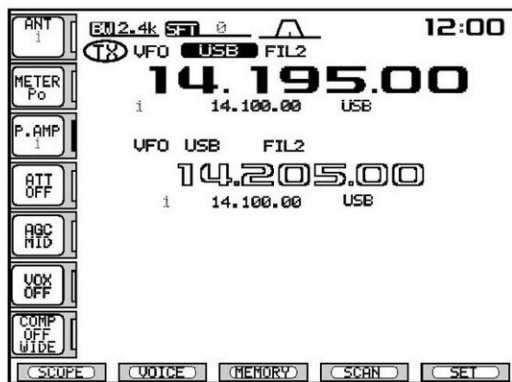 ANT
1
METER
Po
P.AMP
1
ATT
OFF
AGC
MID
VOX
OFF
COMP
OFF
WIDE
BW 2.4k SFT 0 12:00
TX VFO USB FIL2
14.195.00
1 14.100.00 USB
VFO USB FIL2
14.205.00
1 14.100.00 USB
SCOPE VOICE MEMORY SCAN SET